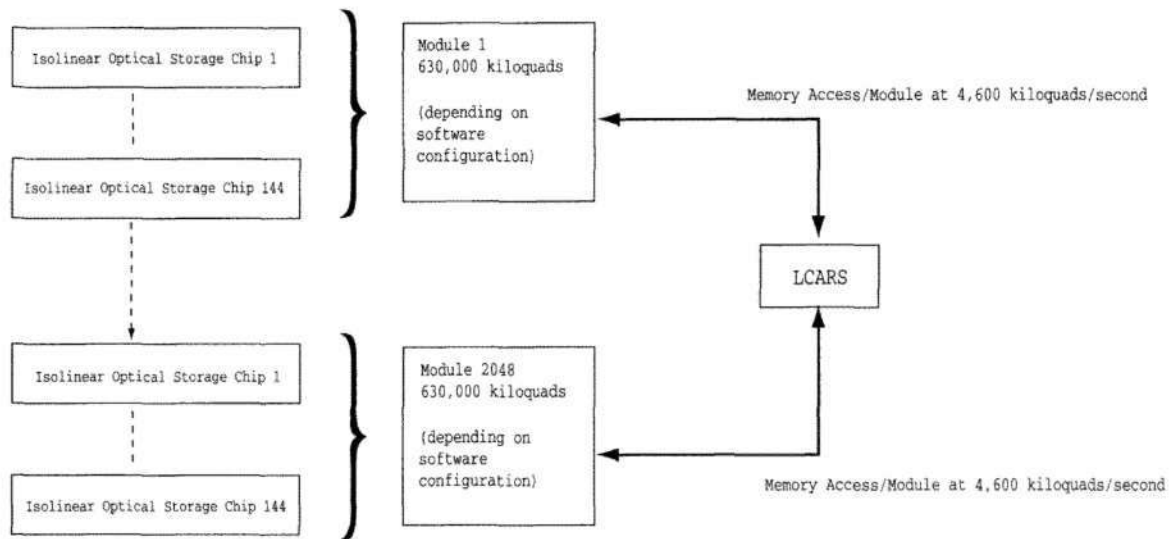 Isolinear Optical Storage Chip 1
Isolinear Optical Storage Chip 144
Module 1
630,000 kiloquads
(depending on
software
configuration)
Memory Access/Module at 4,600 kiloquads/second
LCARS
Isolinear Optical Storage Chip 1
Isolinear Optical Storage Chip 144
Module 2048
630,000 kiloquads
(depending on
software
configuration)
Memory Access/Module at 4,600 kiloquads/second